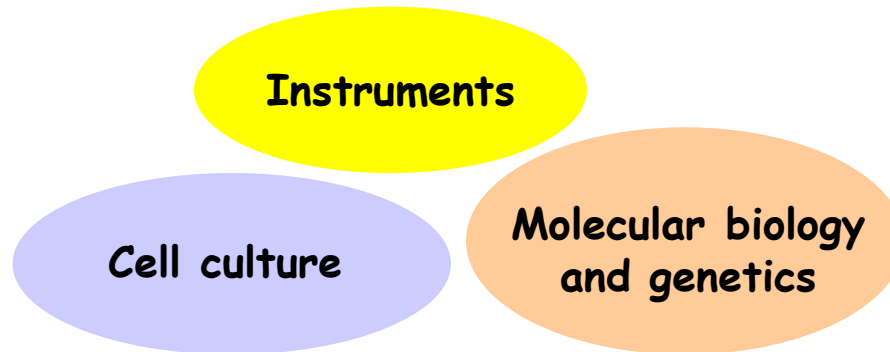 Instruments
Cell culture
Molecular biology
and genetics